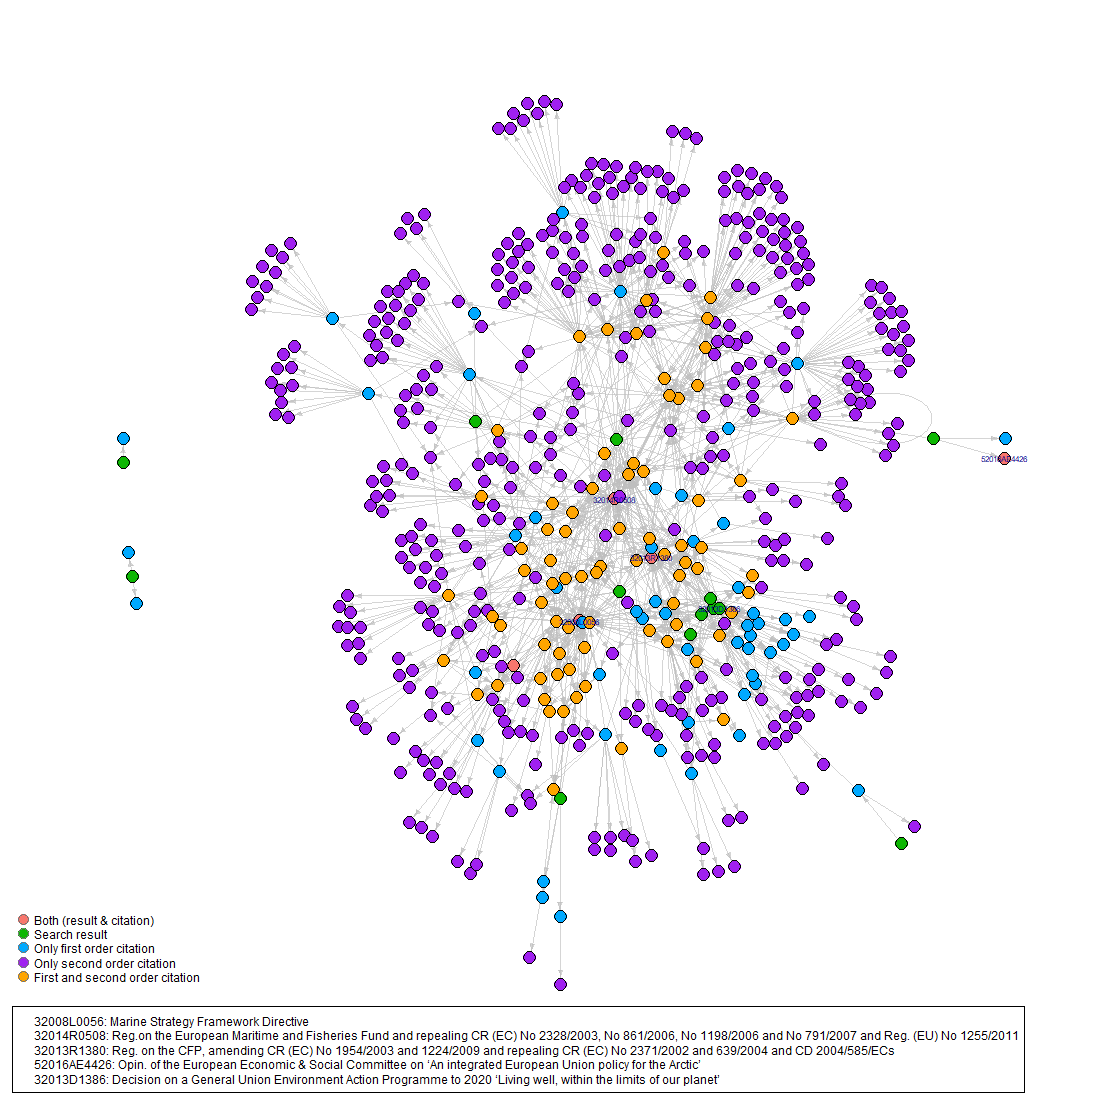 52016AE4426
32014R0508
32013R1380
32013D1386
32008L0056
Both (result & citation)
Search result
Only first order citation
Only second order citation
First and second order citation
32008L0056: Marine Strategy Framework Directive
32014R0508: Reg.on the European Maritime and Fisheries Fund and repealing CR (EC) No 2328/2003, No 861/2006, No 1198/2006 and No 791/2007 and Reg. (EU) No 1255/2011
32013R1380: Reg. on the CFP, amending CR (EC) No 1954/2003 and 1224/2009 and repealing CR (EC) No 2371/2002 and 639/2004 and CD 2004/585/ECs
52016AE4426: Opin. of the European Economic & Social Committee on ‘An integrated European Union policy for the Arctic’
32013D1386: Decision on a General Union Environment Action Programme to 2020 ‘Living well, within the limits of our planet’